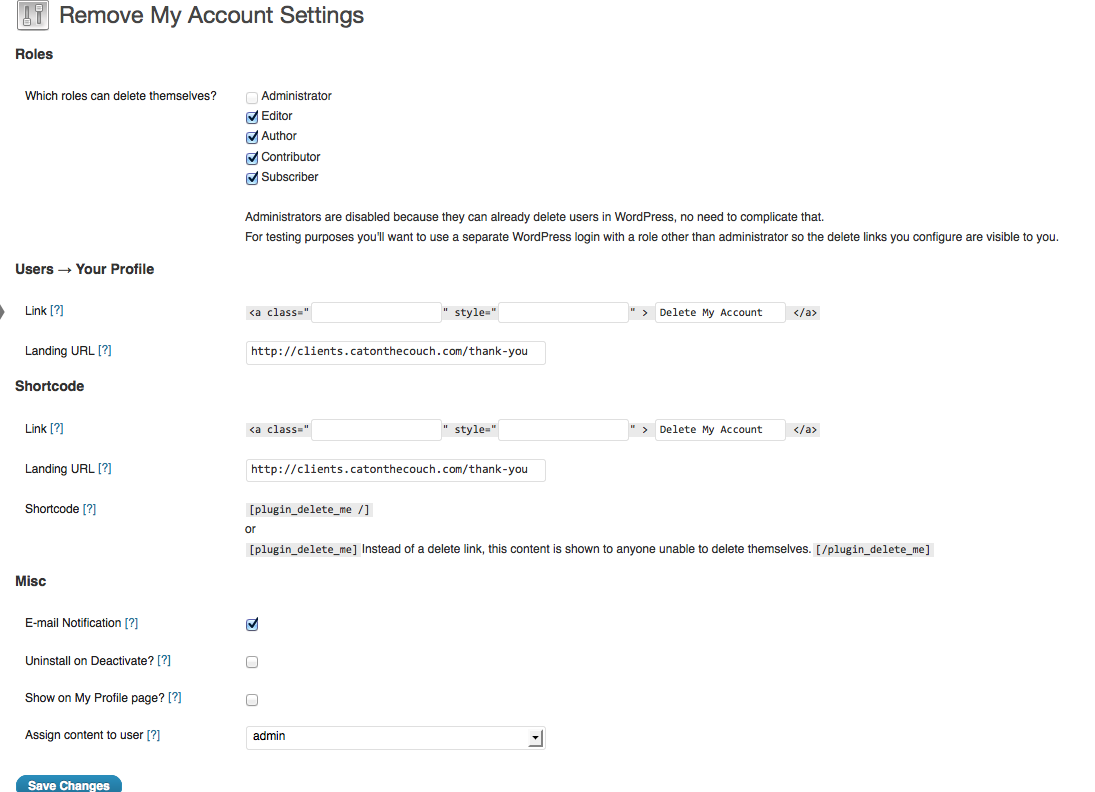 Remove My Account Settings
Roles
Which roles can delete themselves?
Administrator
Editor
Author
Contributor
Subscriber
Administrators are disabled because they can already delete users in WordPress, no need to complicate that.
For testing purposes you'll want to use a separate WordPress login with a role other than administrator so the delete links you configure are visible to you.
Users → Your Profile
Link [?] <a class=" " style=" " > Delete My Account </a>
Landing URL [?] http://clients.catonthecouch.com/thank-you
Shortcode
Link [?] <a class=" " style=" " > Delete My Account </a>
Landing URL [?] http://clients.catonthecouch.com/thank-you
Shortcode [?] [plugin_delete_me /]
or
[plugin_delete_me] Instead of a delete link, this content is shown to anyone unable to delete themselves. [/plugin_delete_me]
Misc
E-mail Notification [?]
Uninstall on Deactivate? [?]
Show on My Profile page? [?]
Assign content to user [?] admin
Save Changes